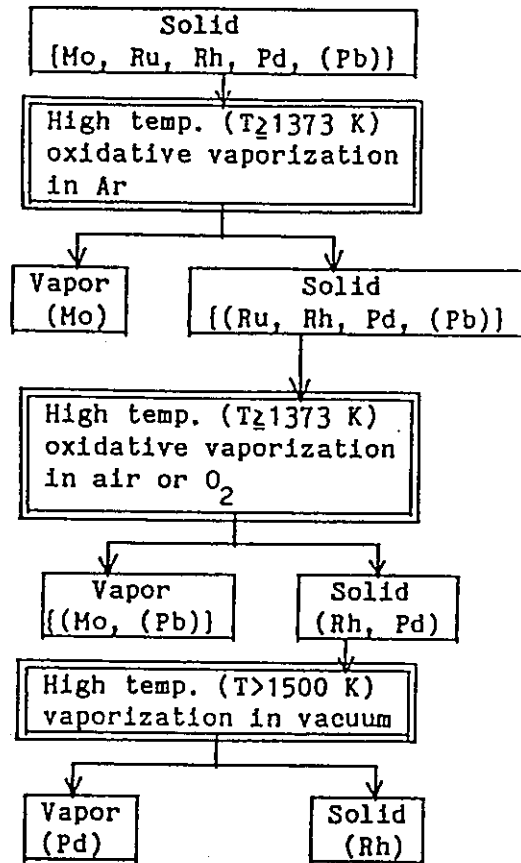 Solid
{Mo, Ru, Rh, Pd, (Pb)}
High temp. (T≧1373 K)
oxidative vaporization
in Ar
Vapor
(Mo)
Solid
{(Ru, Rh, Pd, (Pb)}
High temp. (T≧1373 K)
oxidative vaporization
in air or O2
Vapor
{(Mo, (Pb)}
Solid
(Rh, Pd)
High temp. (T>1500 K)
vaporization in vacuum
Vapor
(Pd)
Solid
(Rh)